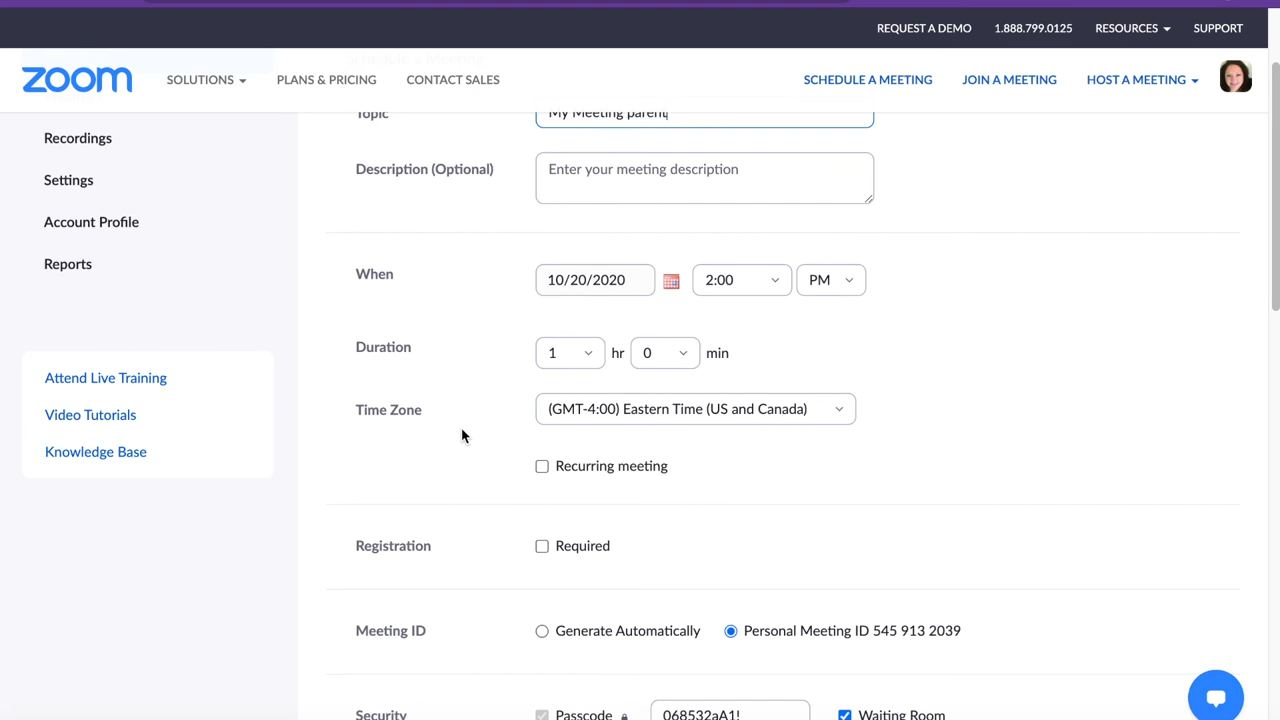 REQUEST A DEMO 1.888.799.0125 RESOURCES SUPPORT
zoom SOLUTIONS PLANS & PRICING CONTACT SALES SCHEDULE A MEETING JOIN A MEETING HOST A MEETING
Recordings
Settings
Account Profile
Reports
Attend Live Training
Video Tutorials
Knowledge Base
Topic My Meeting parent
Description (Optional) Enter your meeting description
When 10/20/2020 2:00 PM
Duration 1 hr 0 min
Time Zone (GMT-4:00) Eastern Time (US and Canada)
Recurring meeting
Registration Required
Meeting ID Generate Automatically Personal Meeting ID 545 913 2039
Security Passcode 068532aA1! Waiting Room